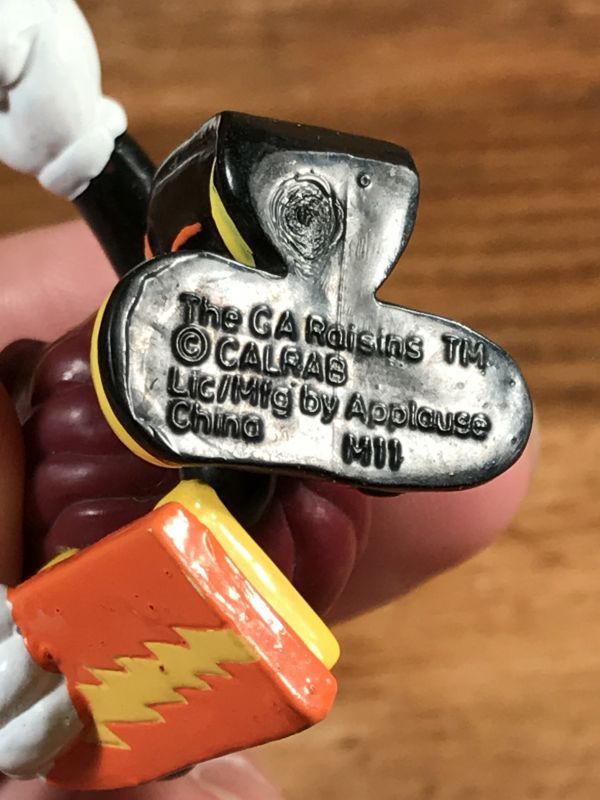 The CA Raisins TM
© CALRAB
Lic/Mfg by Applause
China M11